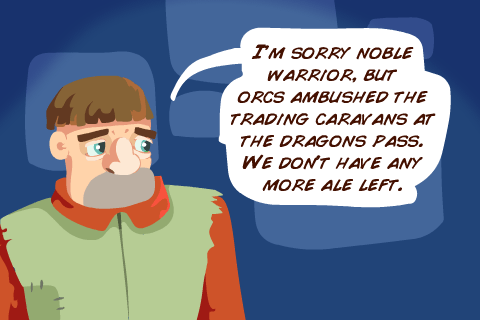 I'm sorry noble
warrior, but
orcs ambushed the
trading caravans at
the dragons pass.
We don't have any
more ale left.